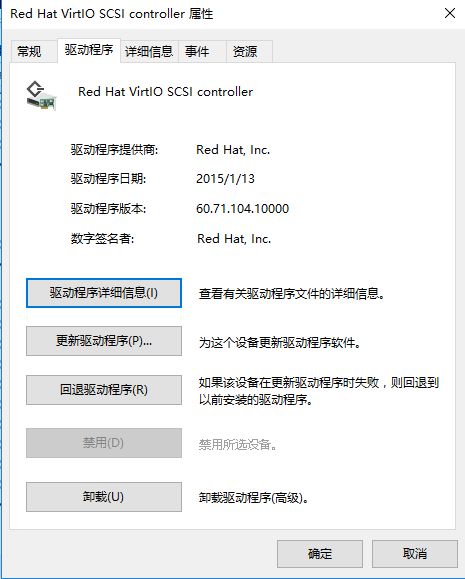 Red Hat VirtIO SCSI controller 属性
常规 驱动程序 详细信息 事件 资源
Red Hat VirtIO SCSI controller
驱动程序提供商: Red Hat, Inc.
驱动程序日期: 2015/1/13
驱动程序版本: 60.71.104.10000
数字签名者: Red Hat, Inc.
驱动程序详细信息(I) 查看有关驱动程序文件的详细信息。
更新驱动程序(P)... 为这个设备更新驱动程序软件。
回退驱动程序(R) 如果该设备在更新驱动程序时失败，则回退到
以前安装的驱动程序。
禁用(D) 禁用所选设备。
卸载(U) 卸载驱动程序(高级)。
确定 取消